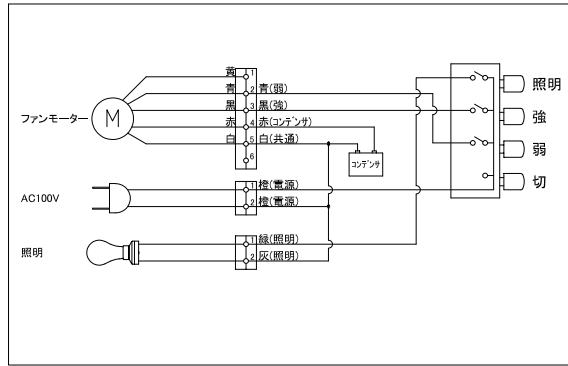 黄 1
青 2 青(弱)
黒 3 黒(強)
赤 4 赤(コンデンサ)
白 5 白(共通)
6
ファンモーター
M
コンデンサ
照明
強
弱
切
AC100V
1 橙(電源)
2 橙(電源)
照明
1 緑(照明)
2 灰(照明)